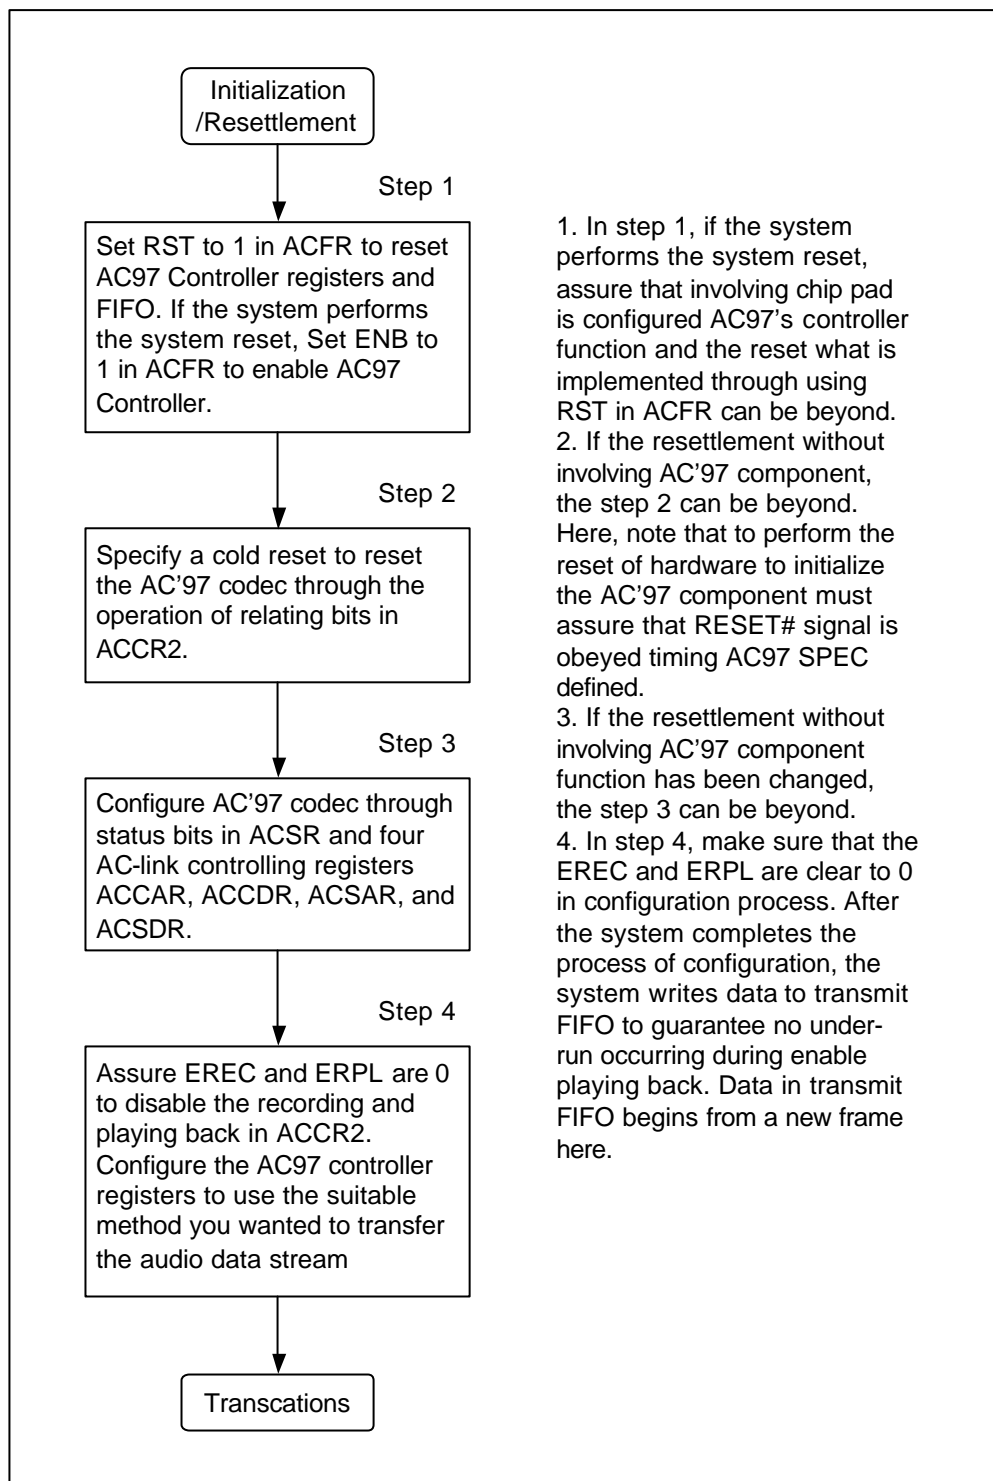 Initialization
/Resettlement
Step 1
Set RST to 1 in ACFR to reset
AC97 Controller registers and
FIFO. If the system performs
the system reset, Set ENB to
1 in ACFR to enable AC97
Controller.
Step 2
Specify a cold reset to reset
the AC’97 codec through the
operation of relating bits in
ACCR2.
Step 3
Configure AC’97 codec through
status bits in ACSR and four
AC-link controlling registers
ACCAR, ACCDR, ACSAR, and
ACSDR.
Step 4
Assure EREC and ERPL are 0
to disable the recording and
playing back in ACCR2.
Configure the AC97 controller
registers to use the suitable
method you wanted to transfer
the audio data stream
Transcations
1. In step 1, if the system
performs the system reset,
assure that involving chip pad
is configured AC97’s controller
function and the reset what is
implemented through using
RST in ACFR can be beyond.
2. If the resettlement without
involving AC’97 component,
the step 2 can be beyond.
Here, note that to perform the
reset of hardware to initialize
the AC’97 component must
assure that RESET# signal is
obeyed timing AC97 SPEC
defined.
3. If the resettlement without
involving AC’97 component
function has been changed,
the step 3 can be beyond.
4. In step 4, make sure that the
EREC and ERPL are clear to 0
in configuration process. After
the system completes the
process of configuration, the
system writes data to transmit
FIFO to guarantee no under-
run occurring during enable
playing back. Data in transmit
FIFO begins from a new frame
here.